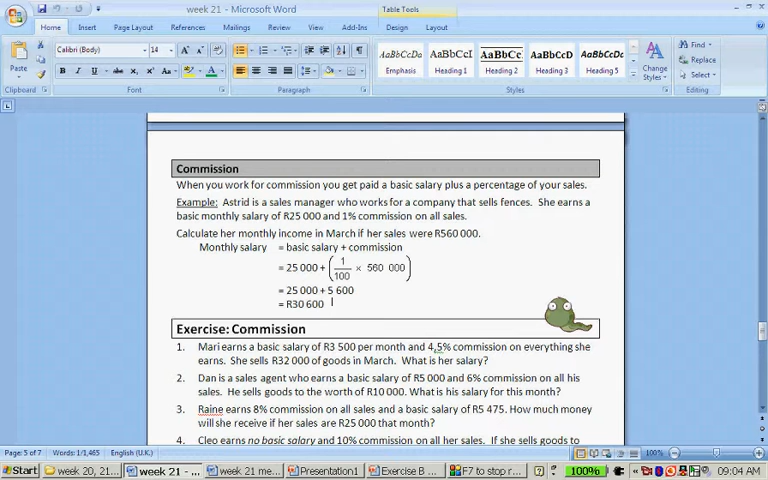 week 21 - Microsoft Word
Table Tools
Home Insert Page Layout References Mailings Review View Add-Ins Design Layout
Calibri (Body) 14
Paste
AaBbCcDc AaBbCcI AaBbCc AaBbCcD AaBbCcDc
Emphasis Heading 1 Heading 2 Heading 3 Heading 5
Change Styles
Find
Replace
Select
Clipboard Font Paragraph Styles Editing
Commission
When you work for commission you get paid a basic salary plus a percentage of your sales.
Example: Astrid is a sales manager who works for a company that sells fences. She earns a
basic monthly salary of R25 000 and 1% commission on all sales.
Calculate her monthly income in March if her sales were R560 000.
Monthly salary = basic salary + commission
= 25 000 + (1/100 × 560 000)
= 25 000 + 5 600
= R30 600
Exercise: Commission
1. Mari earns a basic salary of R3 500 per month and 4,5% commission on everything she
earns. She sells R32 000 of goods in March. What is her salary?
2. Dan is a sales agent who earns a basic salary of R5 000 and 6% commission on all his
sales. He sells goods to the worth of R10 000. What is his salary for this month?
3. Raine earns 8% commission on all sales and a basic salary of R5 475. How much money
will she receive if her sales are R25 000 that month?
4. Cleo earns no basic salary and 10% commission on all her sales. If she sells goods to
Page: 5 of 7 Words: 1/1,465 English (U.K.) 100%
Start week 20, 21 week 21 - ... week 21 me... Presentation1 Exercise B ... F7 to stop r... 100% 09:04 AM